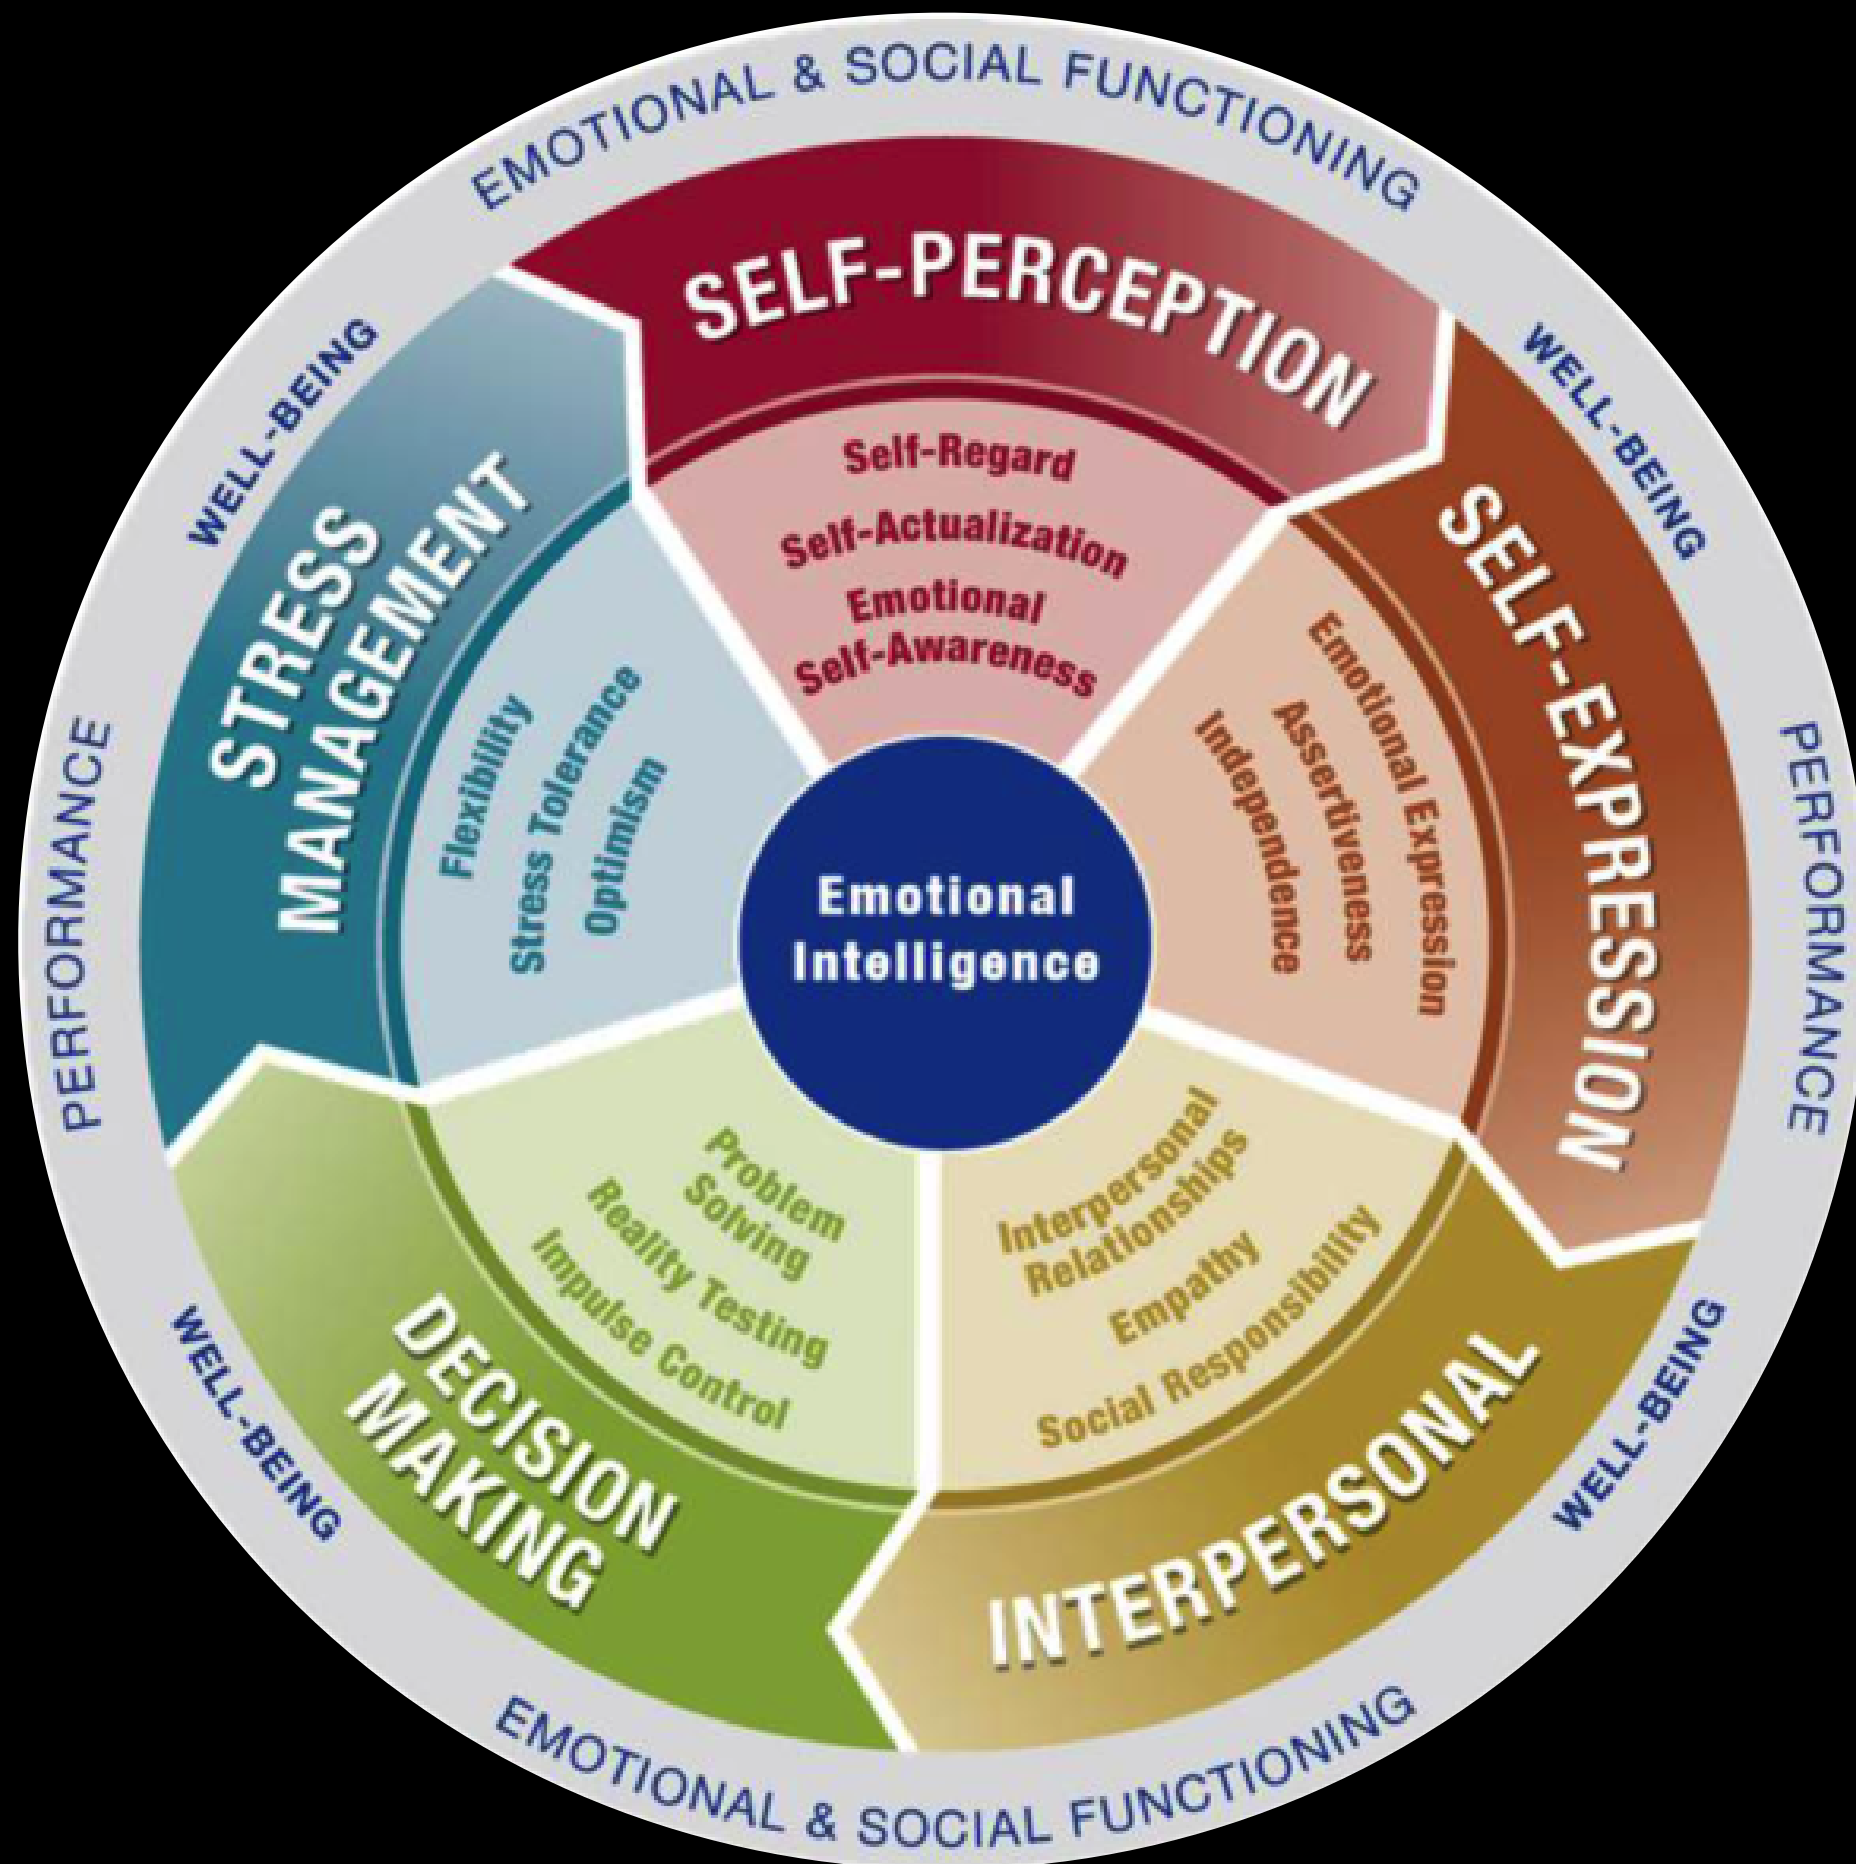 EMOTIONAL & SOCIAL FUNCTIONING
WELL-BEING
WELL-BEING
PERFORMANCE
PERFORMANCE
WELL-BEING
WELL-BEING
EMOTIONAL & SOCIAL FUNCTIONING
SELF-PERCEPTION
Self-Regard
Self-Actualization
Emotional
Self-Awareness
SELF-EXPRESSION
Emotional Expression
Assertiveness
Independence
INTERPERSONAL
Interpersonal
Relationships
Empathy
Social Responsibility
DECISION
MAKING
Problem
Solving
Reality Testing
Impulse Control
STRESS
MANAGEMENT
Flexibility
Stress Tolerance
Optimism
Emotional
Intelligence